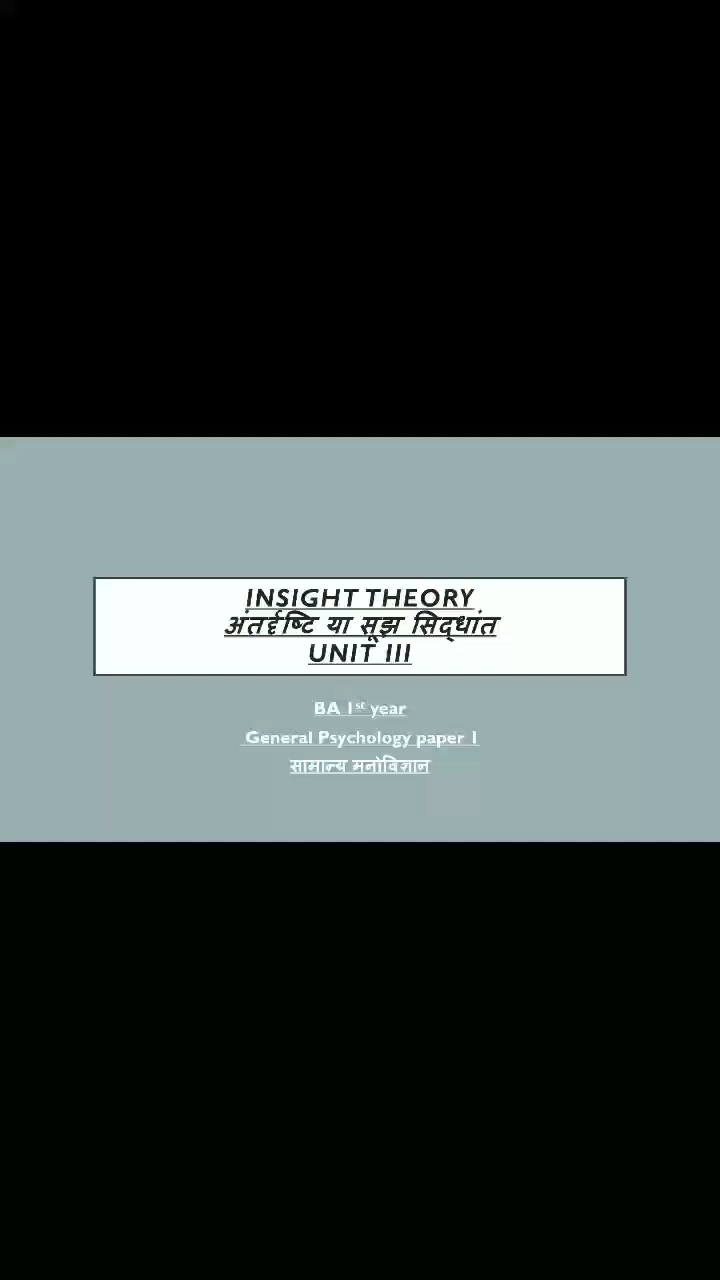 INSIGHT THEORY
अंतर्दृष्टि या सूझ सिद्धांत
UNIT III
BA 1st year
General Psychology paper 1
सामान्य मनोविज्ञान